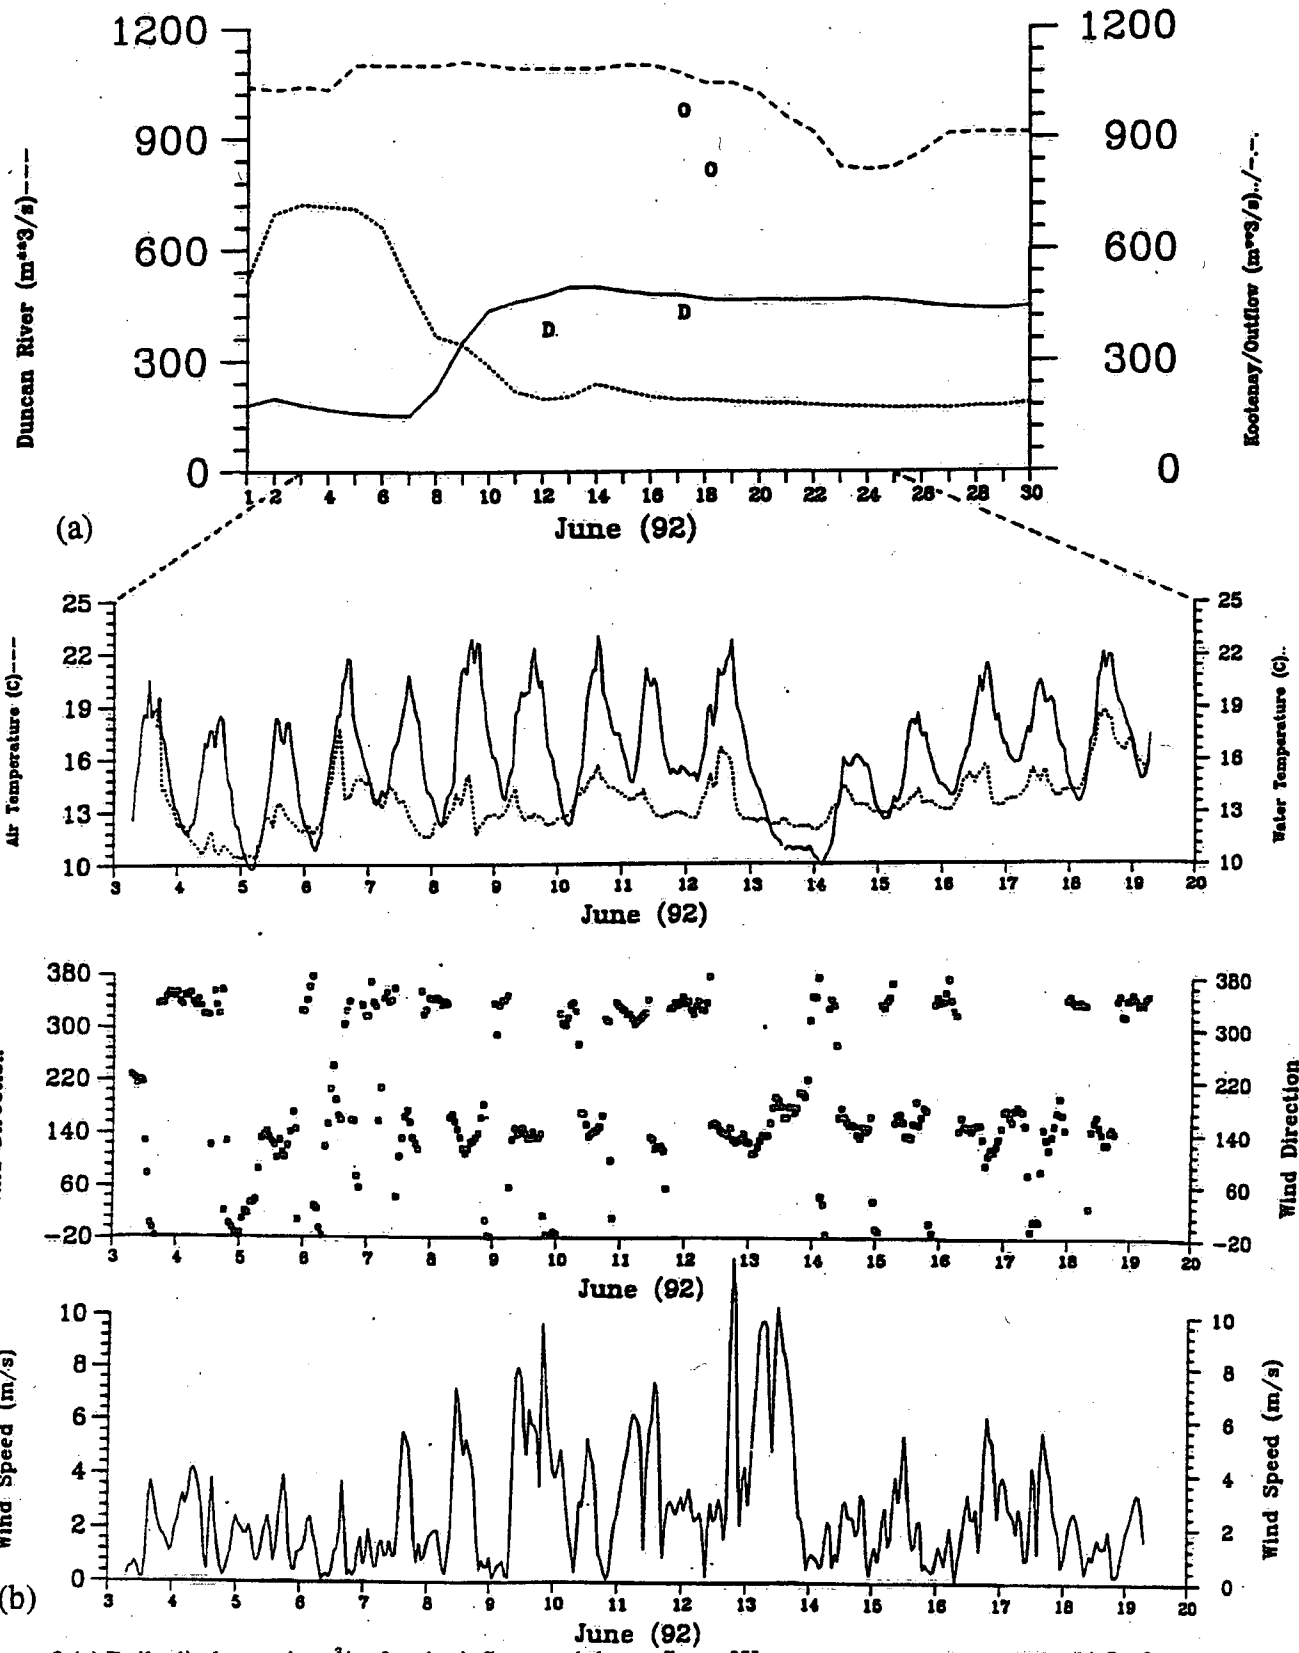 1200
900
600
300
0
1200
900
600
300
0
Duncan River (m**3/s)---
Kootenay/Outflow (m**3/s)../-.-.
O
O
D
D
1 2 4 6 8 10 12 14 16 18 20 22 24 26 28 30
June (92)
(a)
25
22
19
16
13
10
25
22
19
16
13
10
Air Temperature (C)---
Water Temperature (C)..
3 4 5 6 7 8 9 10 11 12 13 14 15 16 17 18 19 20
June (92)
380
300
220
140
60
-20
380
300
220
140
60
-20
Wind Direction
3 4 5 6 7 8 9 10 11 12 13 14 15 16 17 18 19 20
June (92)
10
8
6
4
2
0
10
8
6
4
2
0
Wind Speed (m/s)
Wind Speed (m/s)
3 4 5 6 7 8 9 10 11 12 13 14 15 16 17 18 19 20
June (92)
(b)